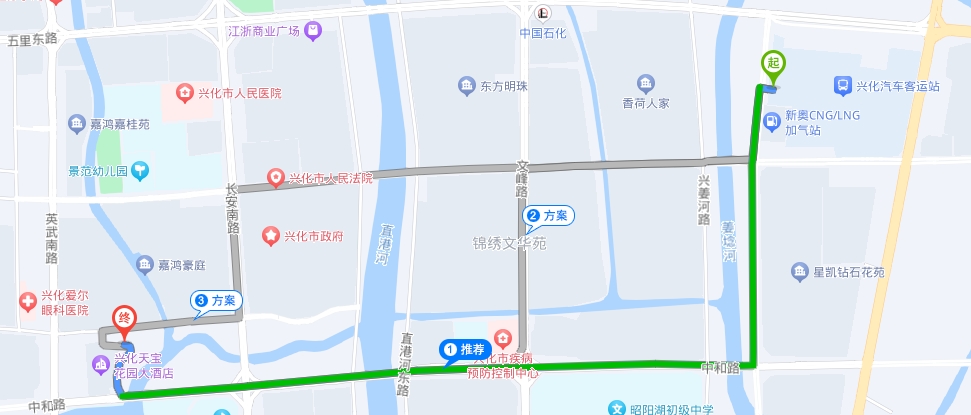 五里东路
江浙商业广场
中国石化
起
兴化市人民医院
东方明珠
香荷人家
兴化汽车客运站
嘉鸿嘉桂苑
新奥CNG/LNG
加气站
景范幼儿园
兴化市人民法院
文峰路
长安南路
兴姜河路
英武南路
2 方案
直港河
姜埝河
兴化市政府
锦绣文华苑
嘉鸿豪庭
星凯钻石花苑
兴化爱尔
眼科医院
3 方案
终
直港河东路
1 推荐
兴化天宝
花园大酒店
兴化市疾病
预防控制中心
中和路
中和路
昭阳湖初级中学